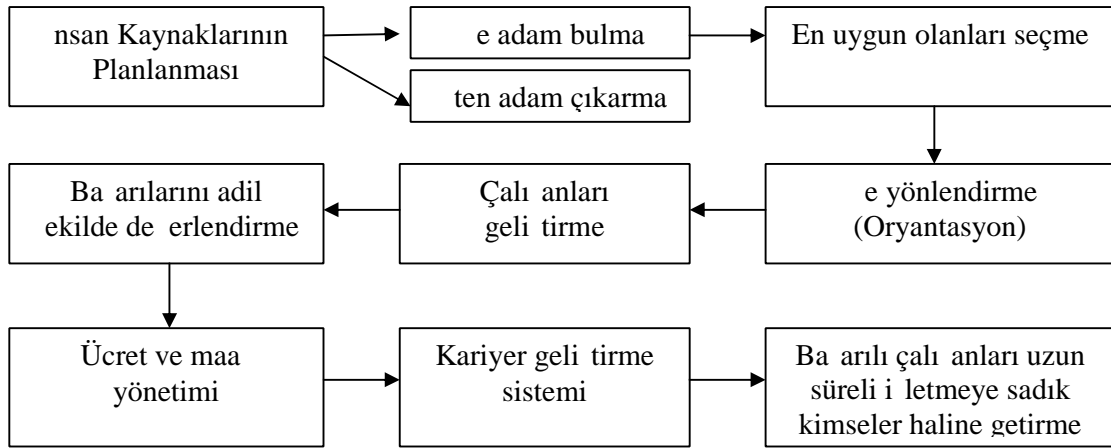 nsan Kaynaklarının
Planlanması
e adam bulma
En uygun olanları seçme
ten adam çıkarma
Ba arılarını adil
ekilde de erlendirme
Çalı anları
geli tirme
e yönlendirme
(Oryantasyon)
Ücret ve maa
yönetimi
Kariyer geli tirme
sistemi
Ba arılı çalı anları uzun
süreli i letmeye sadık
kimseler haline getirme